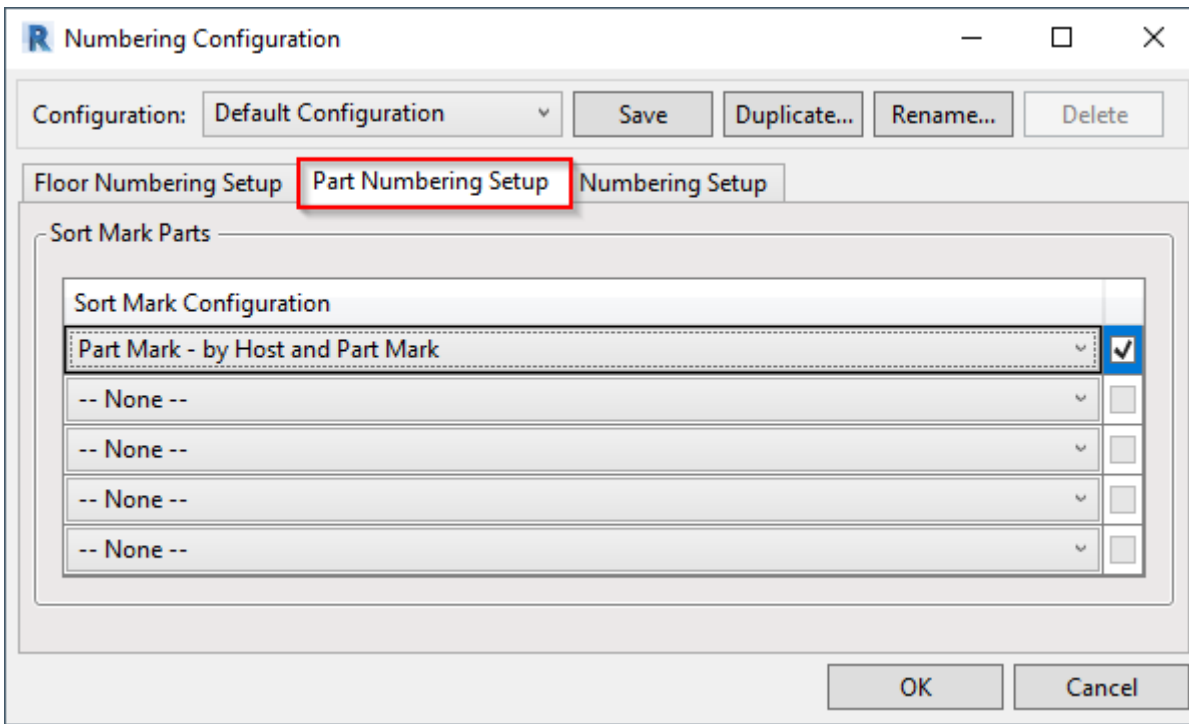 Numbering Configuration
Configuration: Default Configuration Save Duplicate... Rename... Delete
Floor Numbering Setup Part Numbering Setup Numbering Setup
Sort Mark Parts
Sort Mark Configuration
Part Mark - by Host and Part Mark
-- None --
-- None --
-- None --
-- None --
OK Cancel